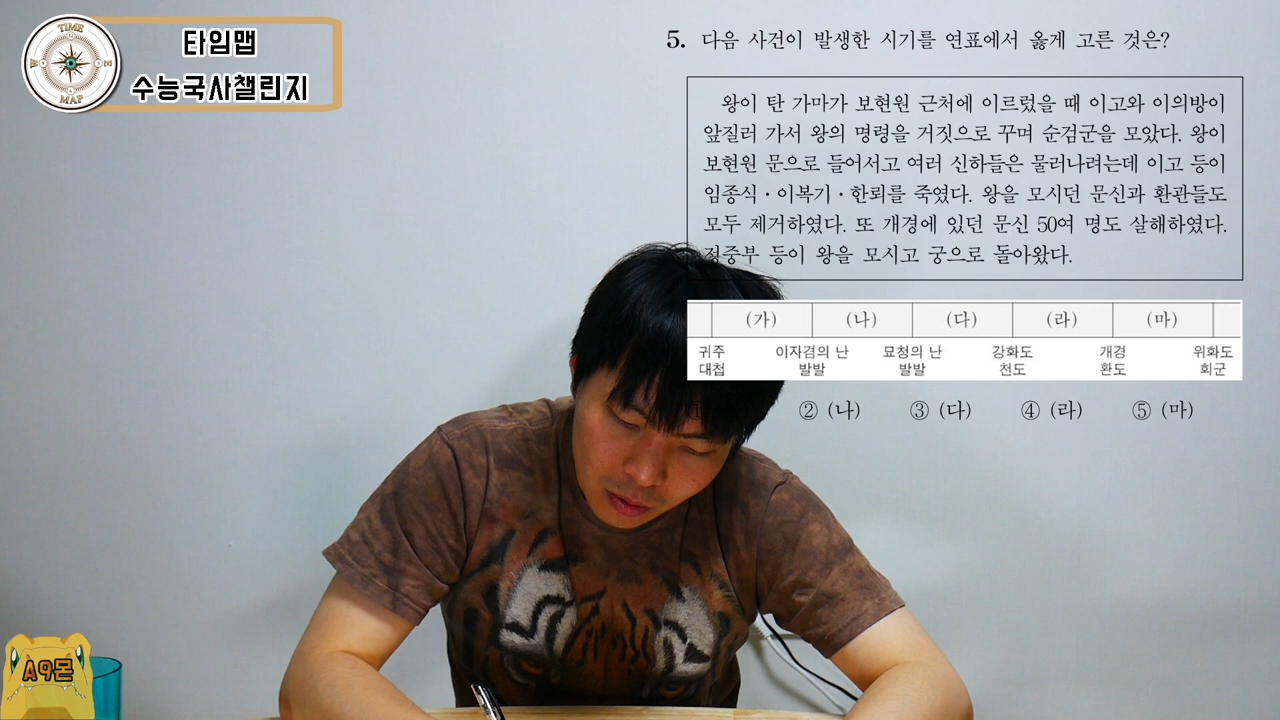 TIME
W
E
MAP
타임맵
수능국사챌린지
5. 다음 사건이 발생한 시기를 연표에서 옳게 고른 것은?
왕이 탄 가마가 보현원 근처에 이르렀을 때 이고와 이의방이
앞질러 가서 왕의 명령을 거짓으로 꾸며 순검군을 모았다. 왕이
보현원 문으로 들어서고 여러 신하들은 물러나려는데 이고 등이
임종식·이복기·한뢰를 죽였다. 왕을 모시던 문신과 환관들도
모두 제거하였다. 또 개경에 있던 문신 50여 명도 살해하였다.
정중부 등이 왕을 모시고 궁으로 돌아왔다.
(가) (나) (다) (라) (마)
귀주 이자겸의 난 묘청의 난 강화도 개경 위화도
대첩 발발 발발 천도 환도 회군
② (나) ③ (다) ④ (라) ⑤ (마)
A9몬